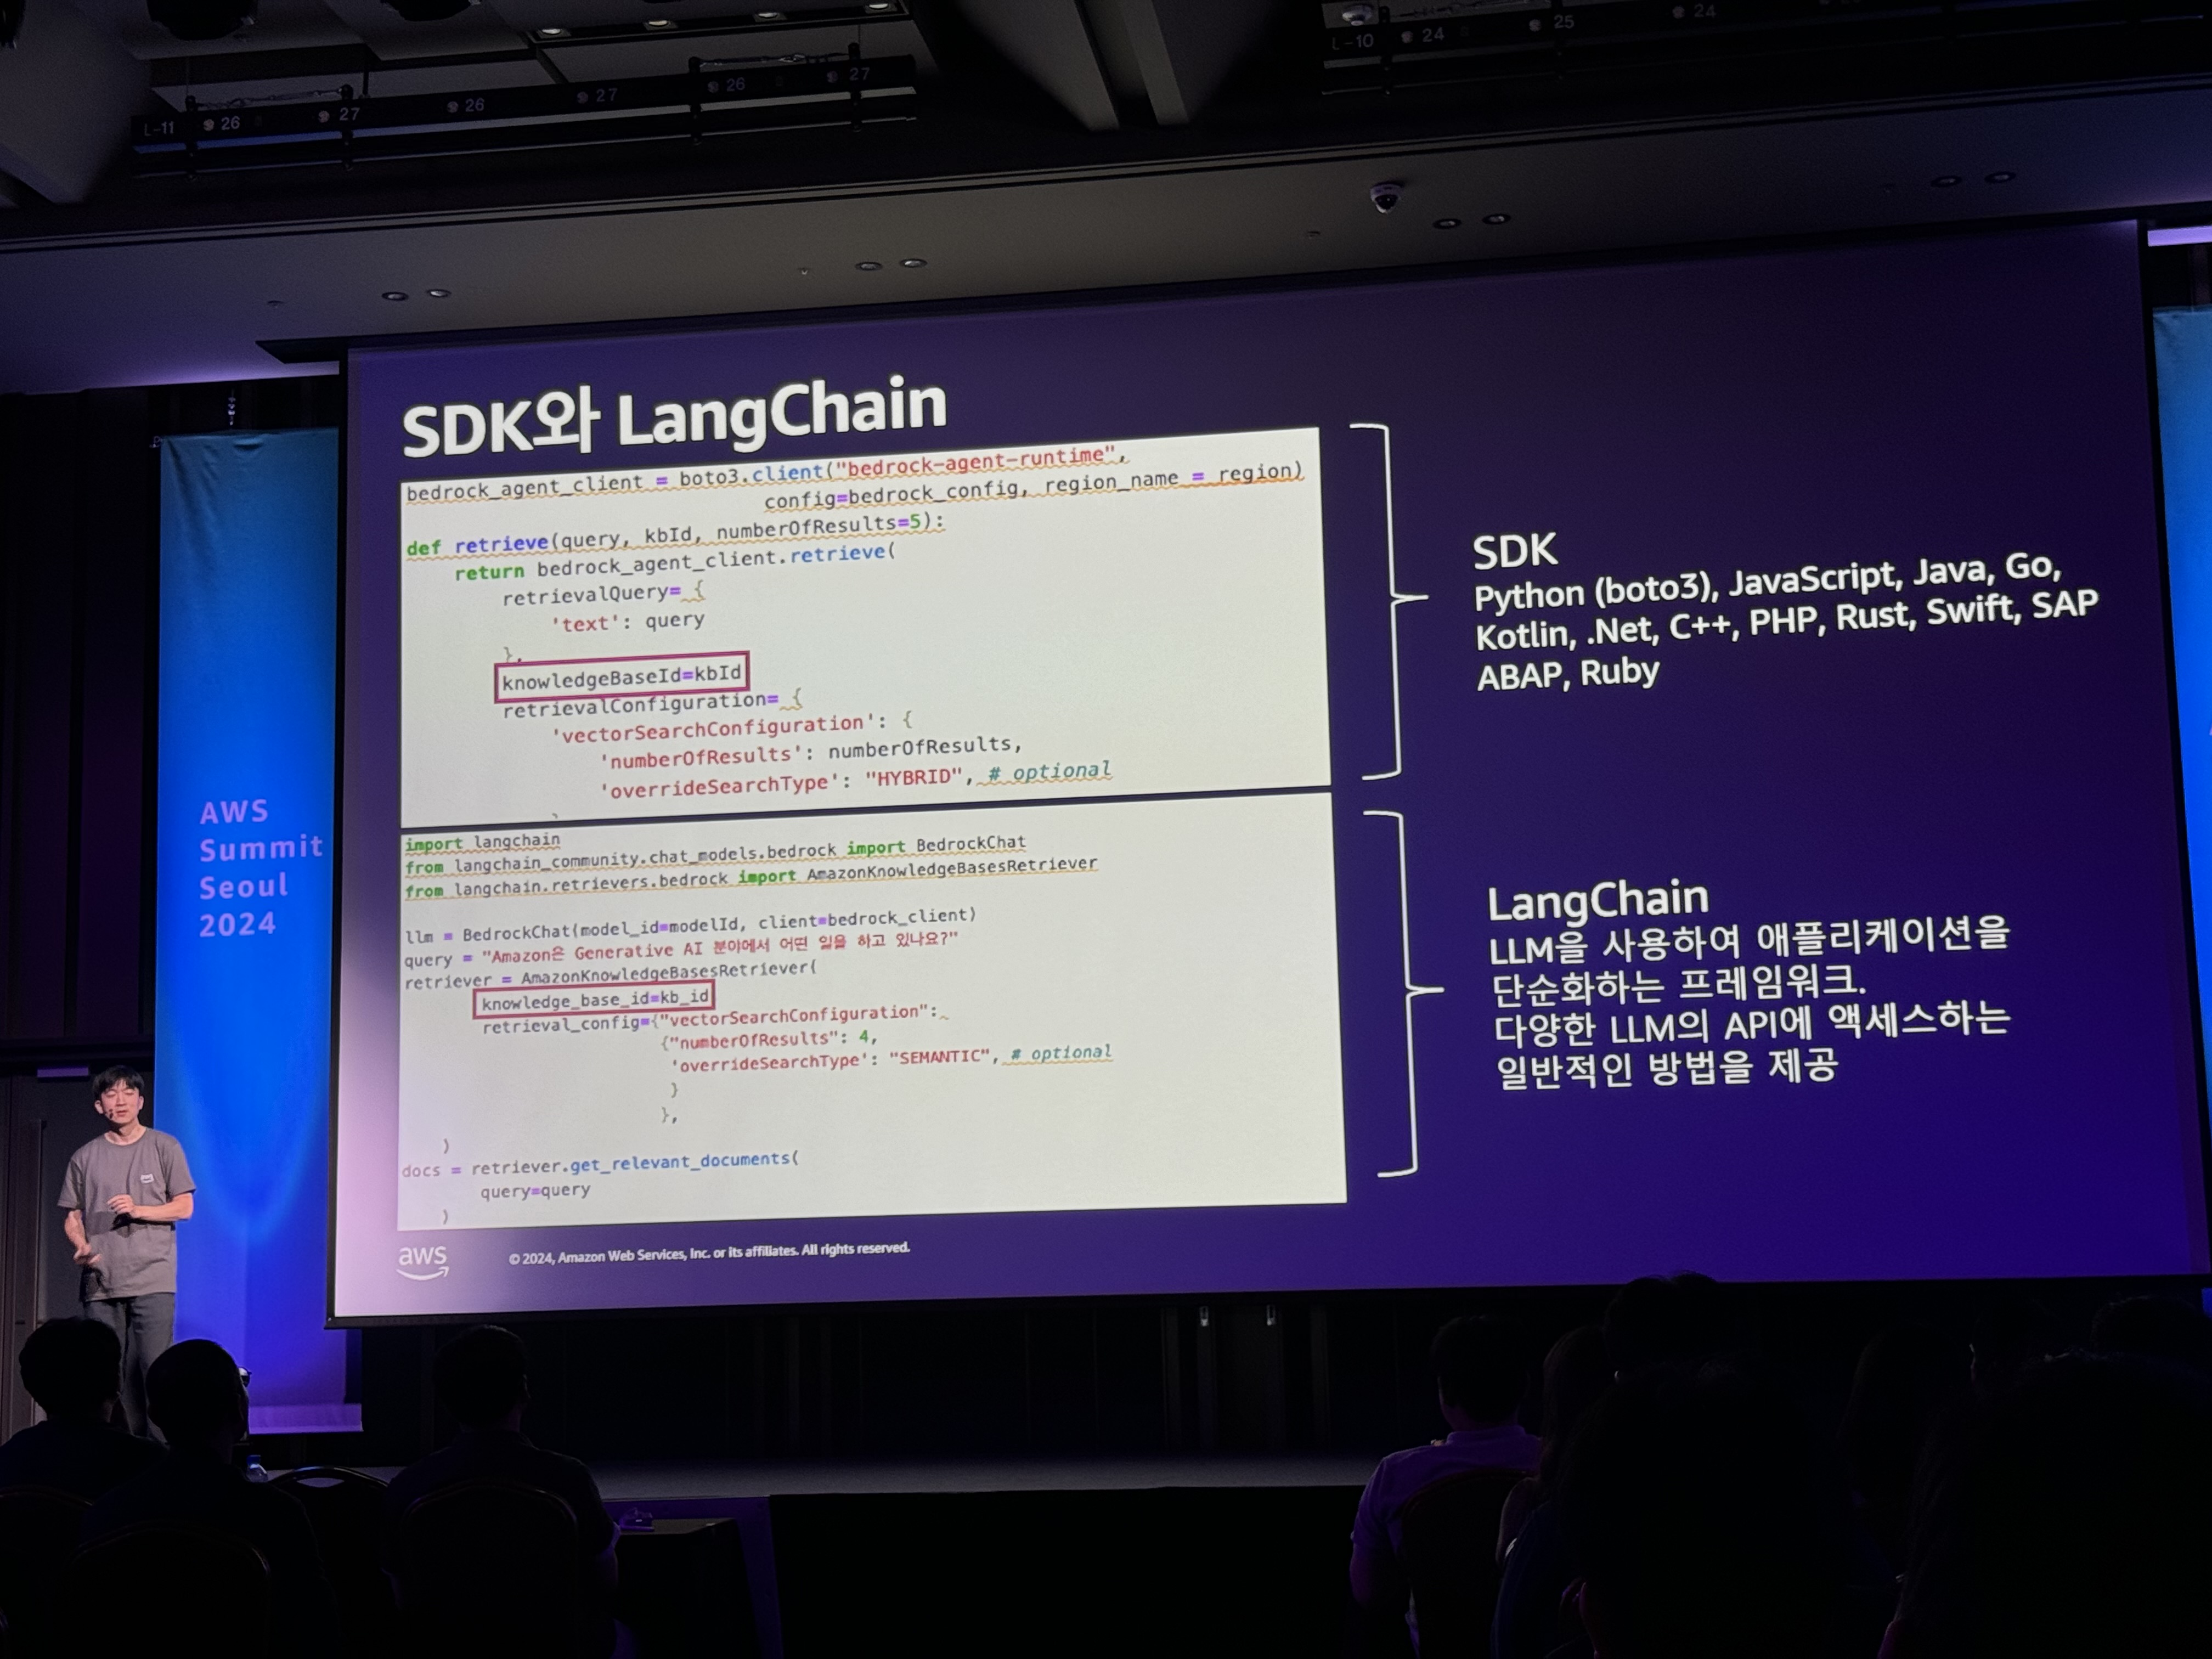 L-11 26 27 26 27 26 27
L-10 24 25 24
SDK와 LangChain
bedrock_agent_client = boto3.client("bedrock-agent-runtime",
config=bedrock_config, region_name = region)
def retrieve(query, kbId, numberOfResults=5):
return bedrock_agent_client.retrieve(
retrievalQuery= {
'text': query
},
knowledgeBaseId=kbId
retrievalConfiguration= {
'vectorSearchConfiguration': {
'numberOfResults': numberOfResults,
'overrideSearchType': "HYBRID", # optional
import langchain
from langchain_community.chat_models.bedrock import BedrockChat
from langchain.retrievers.bedrock import AmazonKnowledgeBasesRetriever
llm = BedrockChat(model_id=modelId, client=bedrock_client)
query = "Amazon은 Generative AI 분야에서 어떤 일을 하고 있나요?"
retriever = AmazonKnowledgeBasesRetriever(
knowledge_base_id=kb_id
retrieval_config={"vectorSearchConfiguration":
{"numberOfResults": 4,
'overrideSearchType': "SEMANTIC", # optional
}
},
)
docs = retriever.get_relevant_documents(
query=query
)
SDK
Python (boto3), JavaScript, Java, Go,
Kotlin, .Net, C++, PHP, Rust, Swift, SAP
ABAP, Ruby
LangChain
LLM을 사용하여 애플리케이션을
단순화하는 프레임워크.
다양한 LLM의 API에 액세스하는
일반적인 방법을 제공
aws
© 2024, Amazon Web Services, Inc. or its affiliates. All rights reserved.
AWS
Summit
Seoul
2024